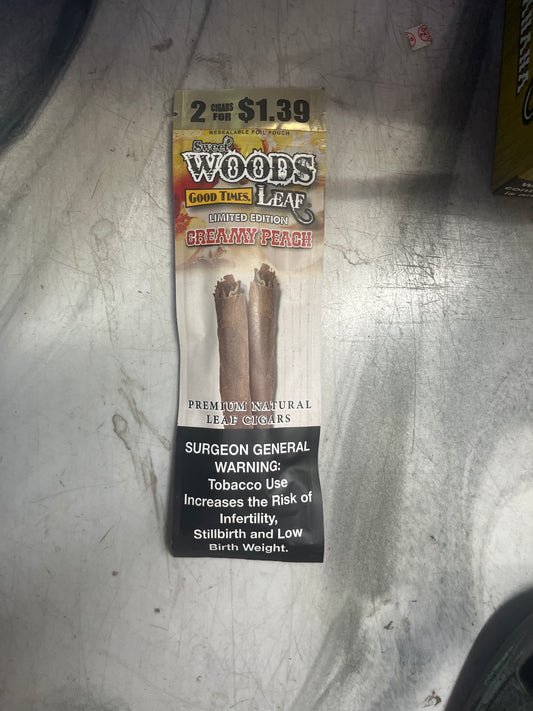 2 CIGARS FOR $1.39
RESEALABLE FOIL POUCH
Sweet
WOODS
GOOD TIMES. LEAF
LIMITED EDITION
CREAMY PEACH
PREMIUM NATURAL
LEAF CIGARS
SURGEON GENERAL
WARNING:
Tobacco Use
Increases the Risk of
Infertility,
Stillbirth and Low
Birth Weight.